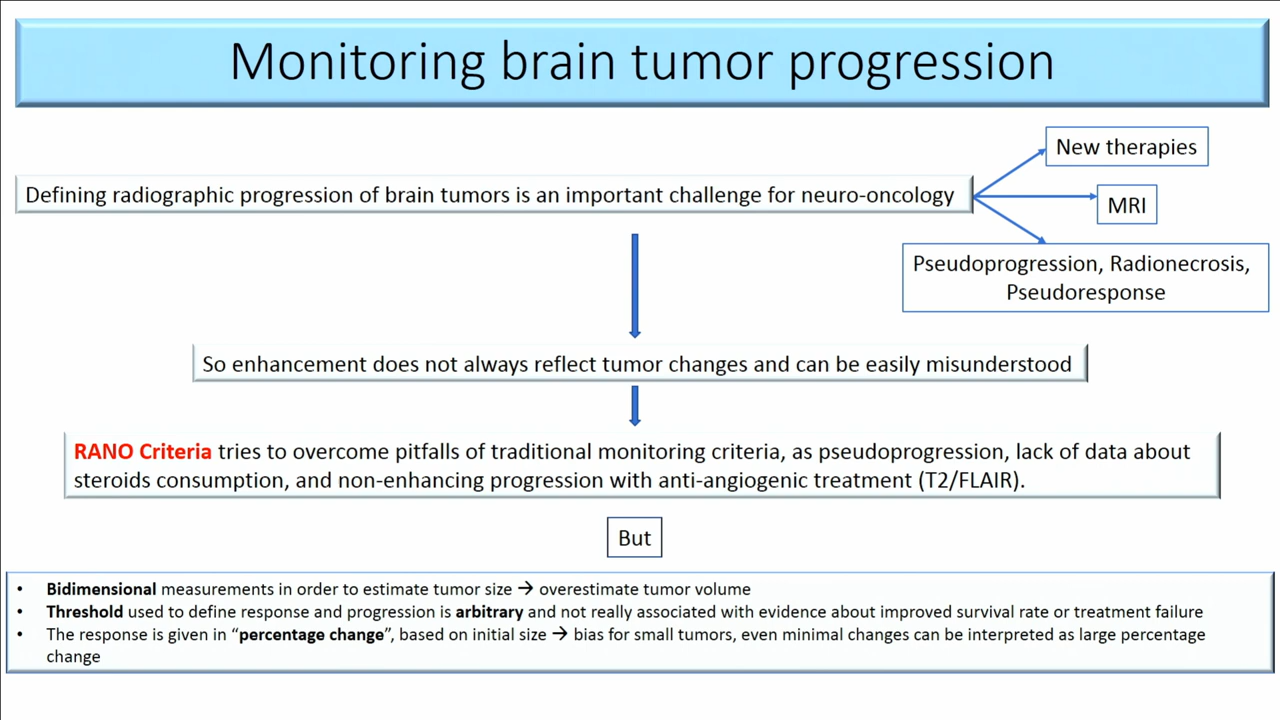 Monitoring brain tumor progression
New therapies
Defining radiographic progression of brain tumors is an important challenge for neuro-oncology
MRI
Pseudoprogression, Radionecrosis,
Pseudoresponse
So enhancement does not always reflect tumor changes and can be easily misunderstood
RANO Criteria tries to overcome pitfalls of traditional monitoring criteria, as pseudoprogression, lack of data about
steroids consumption, and non-enhancing progression with anti-angiogenic treatment (T2/FLAIR).
But
• Bidimensional measurements in order to estimate tumor size → overestimate tumor volume
• Threshold used to define response and progression is arbitrary and not really associated with evidence about improved survival rate or treatment failure
• The response is given in “percentage change”, based on initial size → bias for small tumors, even minimal changes can be interpreted as large percentage
change